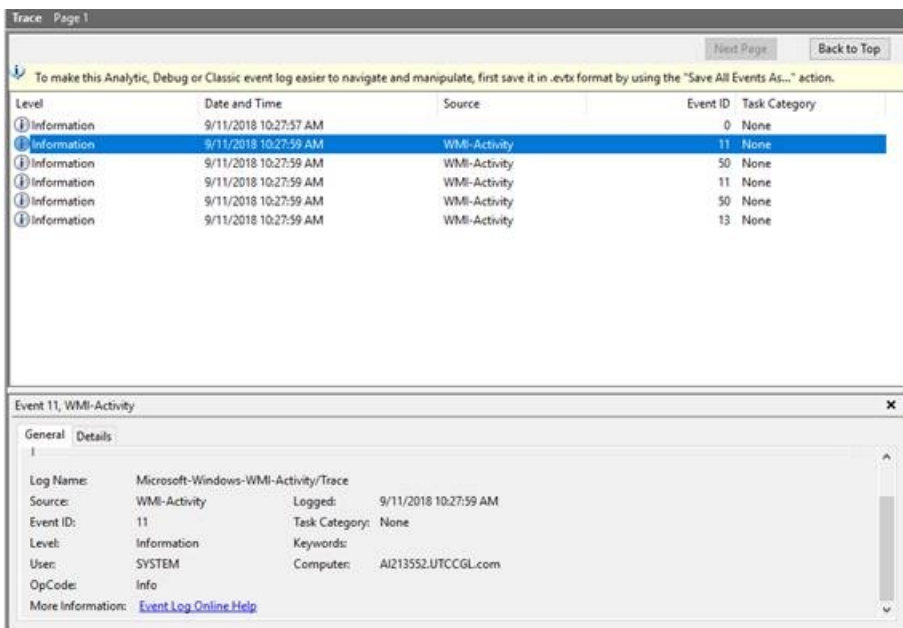 Trace Page 1
Next Page Back to Top
To make this Analytic, Debug or Classic event log easier to navigate and manipulate, first save it in .evtx format by using the "Save All Events As..." action.
Level Date and Time Source Event ID Task Category
Information 9/11/2018 10:27:57 AM 0 None
Information 9/11/2018 10:27:59 AM WMI-Activity 11 None
Information 9/11/2018 10:27:59 AM WMI-Activity 50 None
Information 9/11/2018 10:27:59 AM WMI-Activity 11 None
Information 9/11/2018 10:27:59 AM WMI-Activity 50 None
Information 9/11/2018 10:27:59 AM WMI-Activity 13 None
Event 11, WMI-Activity
General Details
Log Name: Microsoft-Windows-WMI-Activity/Trace
Source: WMI-Activity Logged: 9/11/2018 10:27:59 AM
Event ID: 11 Task Category: None
Level: Information Keywords:
User: SYSTEM Computer: AI213552.UTCCGL.com
OpCode: Info
More Information: Event Log Online Help